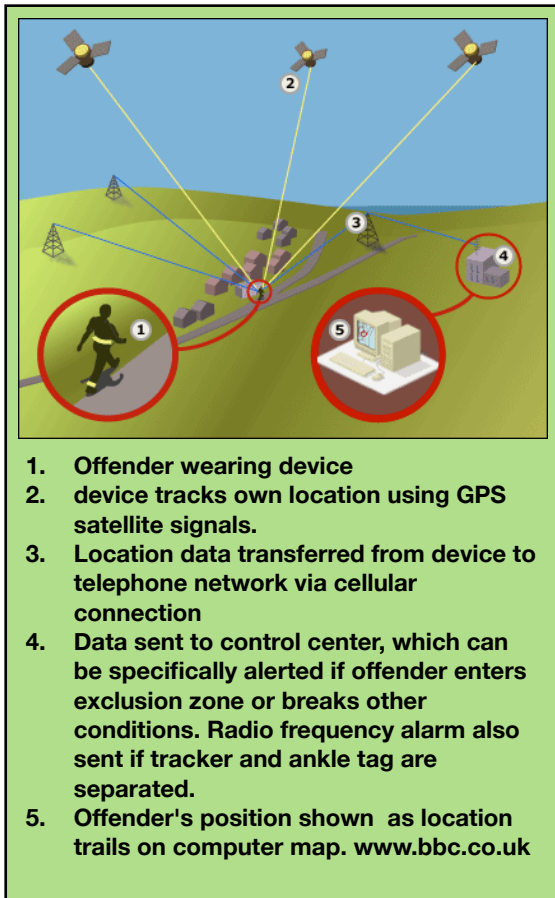 2
3
4
1
5
1. Offender wearing device
2. device tracks own location using GPS
satellite signals.
3. Location data transferred from device to
telephone network via cellular
connection
4. Data sent to control center, which can
be specifically alerted if offender enters
exclusion zone or breaks other
conditions. Radio frequency alarm also
sent if tracker and ankle tag are
separated.
5. Offender's position shown as location
trails on computer map. www.bbc.co.uk